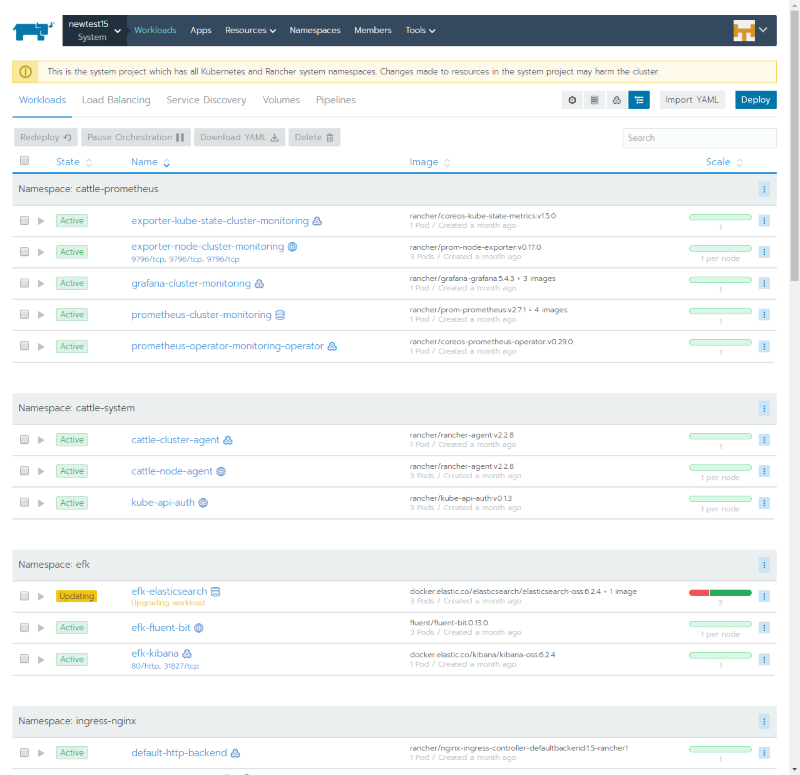 newtest15
System
Workloads Apps Resources Namespaces Members Tools
This is the system project which has all Kubernetes and Rancher system namespaces. Changes made to resources in the system project may harm the cluster.
Workloads Load Balancing Service Discovery Volumes Pipelines Import YAML Deploy
Redeploy Pause Orchestration Download YAML Delete Search
State Name Image Scale
Namespace: cattle-prometheus
Active exporter-kube-state-cluster-monitoring rancher/coreos-kube-state-metrics:v1.5.0
1 Pod / Created a month ago 1
Active exporter-node-cluster-monitoring rancher/prom-node-exporter:v0.17.0
9796/tcp, 9796/tcp, 9796/tcp 3 Pods / Created a month ago 1 per node
Active grafana-cluster-monitoring rancher/grafana-grafana:5.4.3 + 3 images
1 Pod / Created a month ago 1
Active prometheus-cluster-monitoring rancher/prom-prometheus:v2.7.1 + 4 images
1 Pod / Created a month ago 1
Active prometheus-operator-monitoring-operator rancher/coreos-prometheus-operator:v0.29.0
1 Pod / Created a month ago 1
Namespace: cattle-system
Active cattle-cluster-agent rancher/rancher-agent:v2.2.8
1 Pod / Created a month ago 1
Active cattle-node-agent rancher/rancher-agent:v2.2.8
3 Pods / Created a month ago 1 per node
Active kube-api-auth rancher/kube-api-auth:v0.1.3
3 Pods / Created a month ago 1 per node
Namespace: efk
Updating efk-elasticsearch docker.elastic.co/elasticsearch/elasticsearch-oss:6.2.4 + 1 image
Upgrading workload 3 Pods / Created a month ago 3
Active efk-fluent-bit fluent/fluent-bit:0.13.0
3 Pods / Created a month ago 1 per node
Active efk-kibana docker.elastic.co/kibana/kibana-oss:6.2.4
80/http, 31827/tcp 1 Pod / Created a month ago 1
Namespace: ingress-nginx
Active default-http-backend rancher/nginx-ingress-controller-defaultbackend:1.5-rancher1
1 Pod / Created a month ago 1